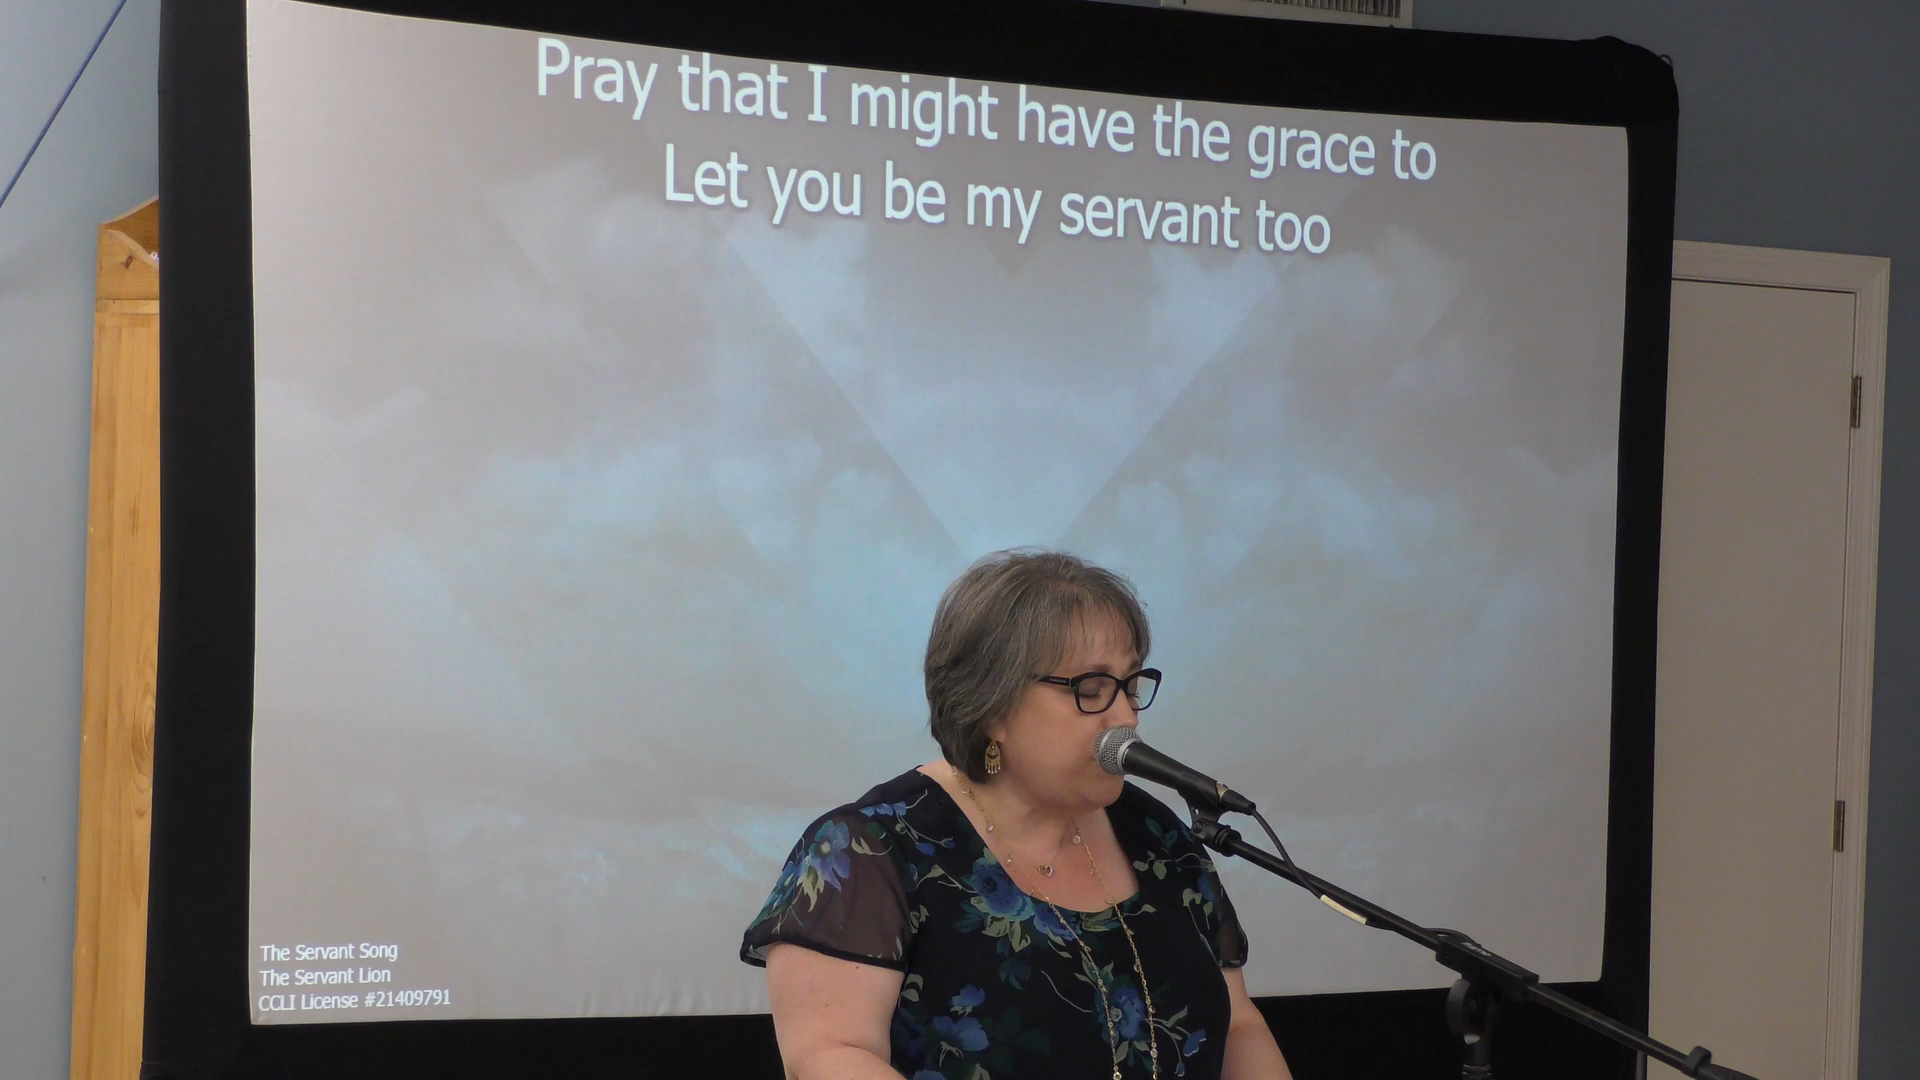 Pray that I might have the grace to
Let you be my servant too
The Servant Song
The Servant Lion
CCLI License #21409791